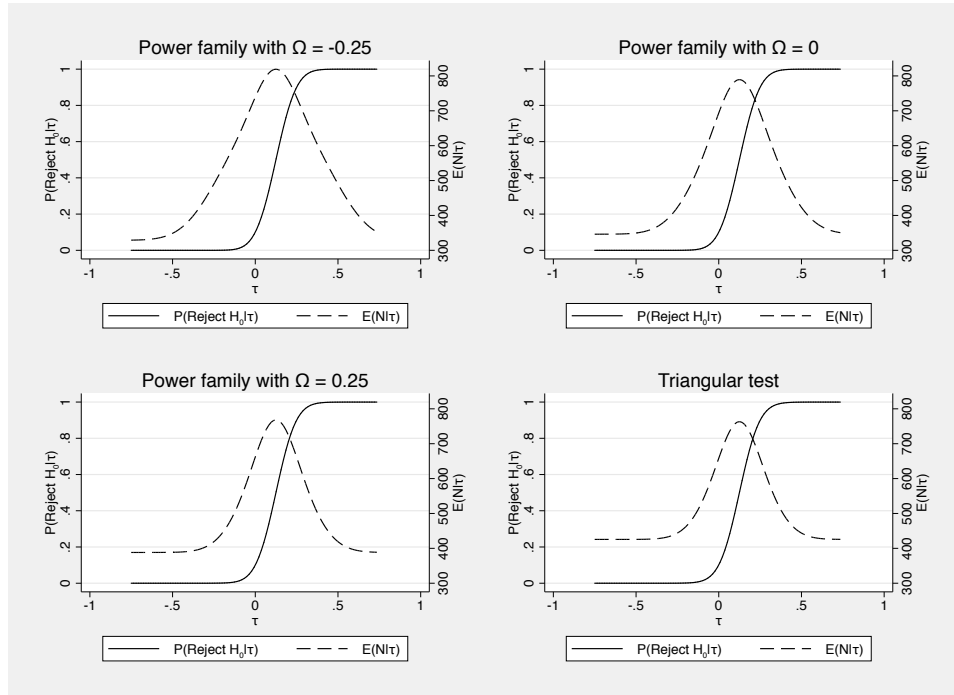 Power family with Ω = -0.25
P(Reject H₀|τ)
0 .2 .4 .6 .8 1
E(N|τ)
300 400 500 600 700 800
-1 -.5 0 .5 1
τ
P(Reject H₀|τ) E(N|τ)
Power family with Ω = 0
P(Reject H₀|τ)
0 .2 .4 .6 .8 1
E(N|τ)
300 400 500 600 700 800
-1 -.5 0 .5 1
τ
P(Reject H₀|τ) E(N|τ)
Power family with Ω = 0.25
P(Reject H₀|τ)
0 .2 .4 .6 .8 1
E(N|τ)
300 400 500 600 700 800
-1 -.5 0 .5 1
τ
P(Reject H₀|τ) E(N|τ)
Triangular test
P(Reject H₀|τ)
0 .2 .4 .6 .8 1
E(N|τ)
300 400 500 600 700 800
-1 -.5 0 .5 1
τ
P(Reject H₀|τ) E(N|τ)